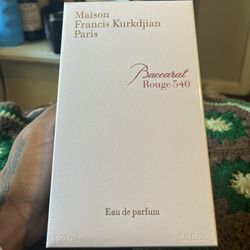 Maison
Francis Kurkdjian
Paris
Baccarat
Rouge 540
Eau de parfum